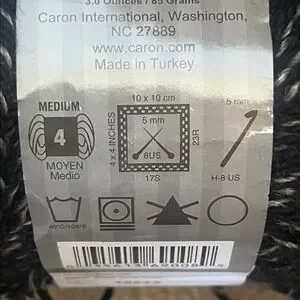 3.0 Ounces / 85 Grams
Caron International, Washington,
NC 27889
www.caron.com
Made in Turkey
MEDIUM
4
MOYEN
Medio
10 x 10 cm
4 x 4 INCHES
5 mm
8US
23R
17S
5 mm
H-8 US
40°C/104°F